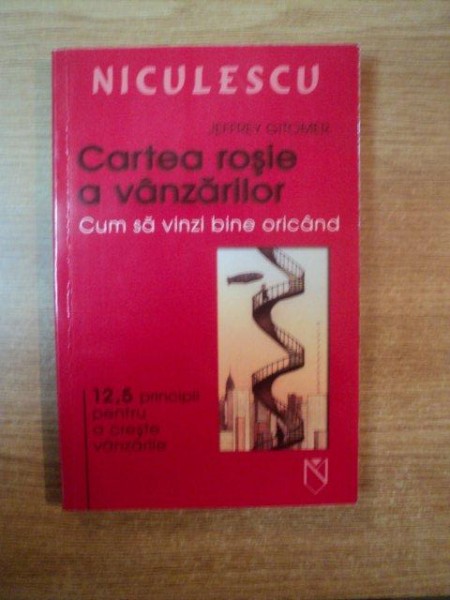 NICULESCU
JEFFREY GITOMER
Cartea roșie
a vânzărilor
Cum să vinzi bine oricând
12,5 principii
pentru
a crește
vânzările